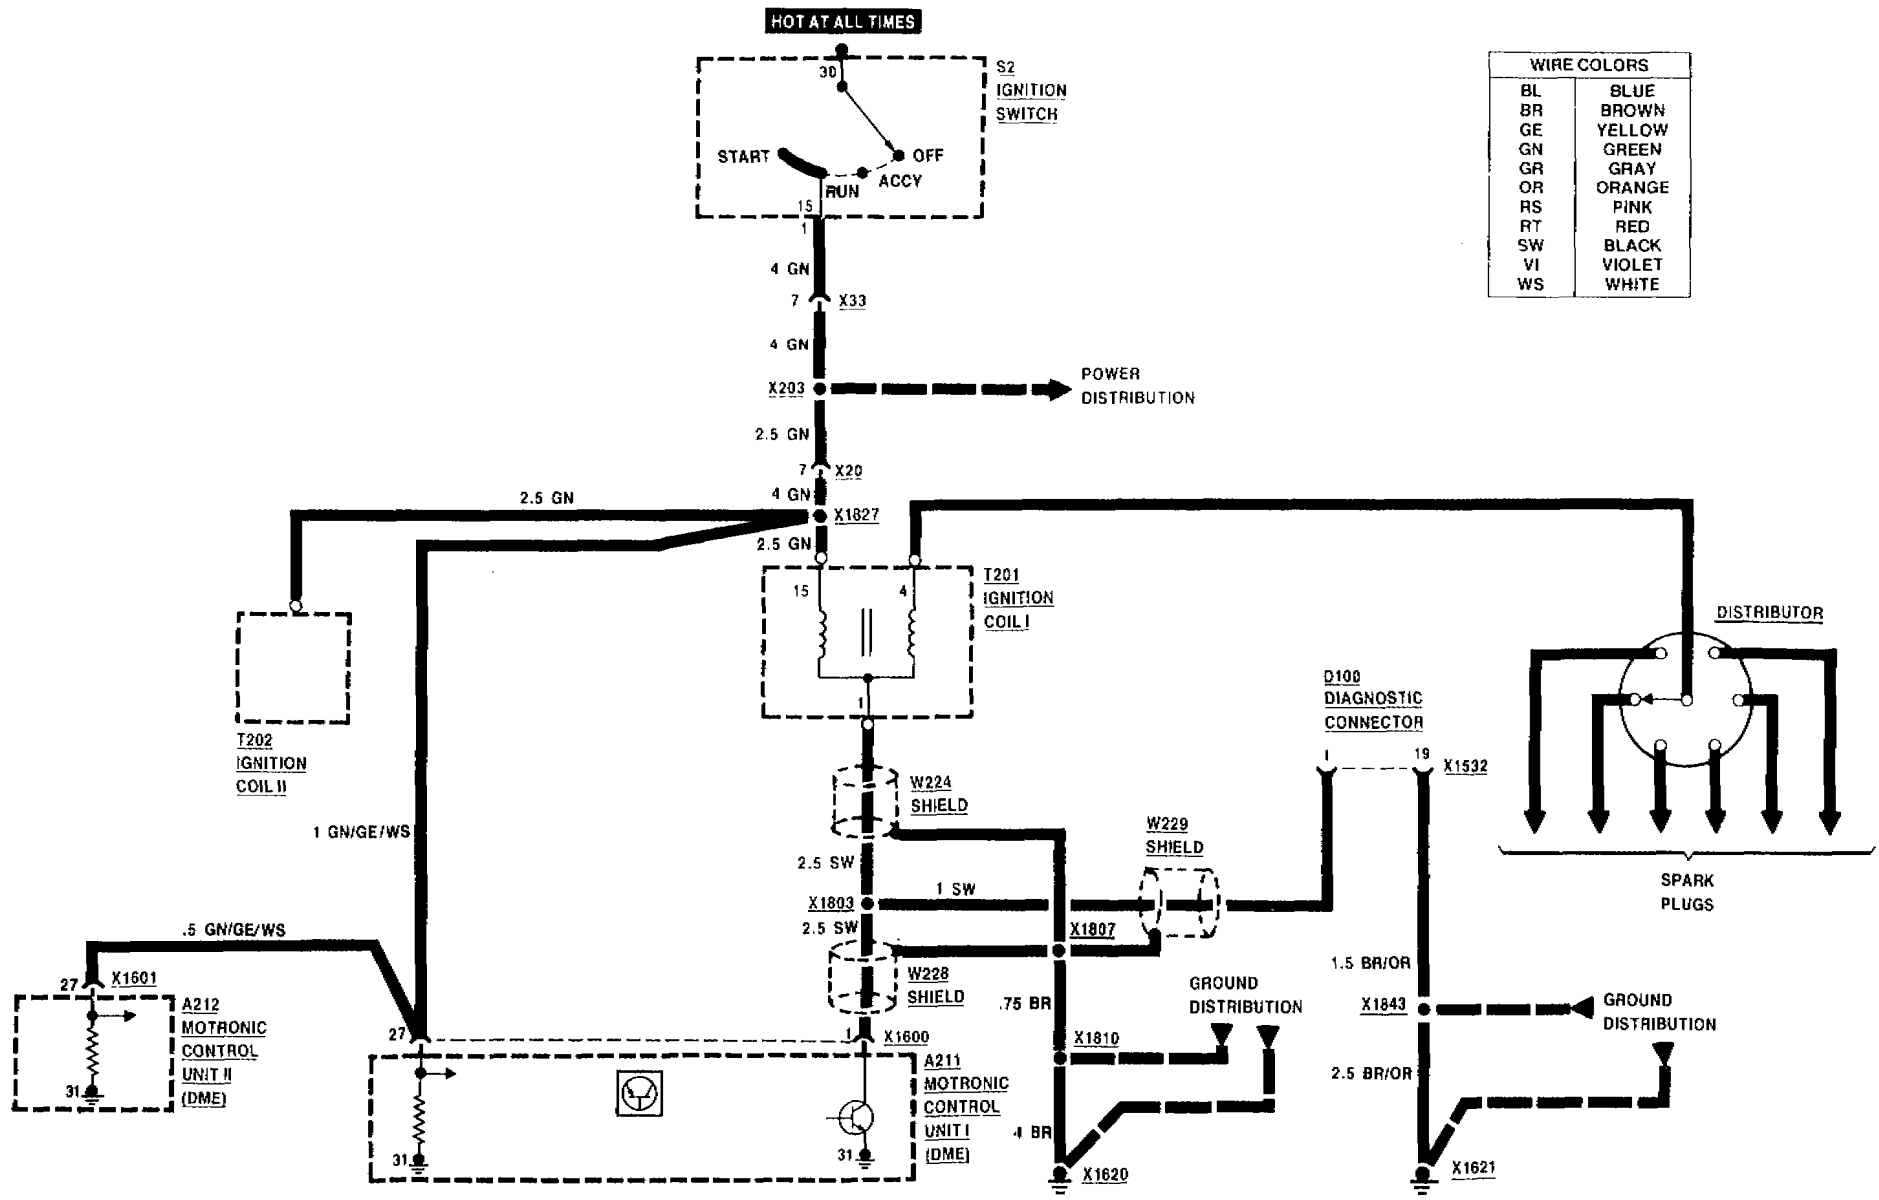 HOT AT ALL TIMES
30
S2
IGNITION
SWITCH
START
OFF
ACCY
RUN
15
1
4 GN
7 X33
4 GN
X203
POWER
DISTRIBUTION
2.5 GN
7 X20
4 GN
X1827
2.5 GN
2.5 GN
WIRE COLORS
BL BLUE
BR BROWN
GE YELLOW
GN GREEN
GR GRAY
OR ORANGE
RS PINK
RT RED
SW BLACK
VI VIOLET
WS WHITE
15
4
T201
IGNITION
COIL I
1
T202
IGNITION
COIL II
DISTRIBUTOR
SPARK
PLUGS
D100
DIAGNOSTIC
CONNECTOR
1
19
X1532
W224
SHIELD
2.5 SW
1 SW
X1803
2.5 SW
W229
SHIELD
X1807
W228
SHIELD
1 GN/GE/WS
.5 GN/GE/WS
27
X1601
A212
MOTRONIC
CONTROL
UNIT II
(DME)
31
27
1
X1600
A211
MOTRONIC
CONTROL
UNIT I
(DME)
31
31
.75 BR
GROUND
DISTRIBUTION
X1810
4 BR
X1620
1.5 BR/OR
X1843
GROUND
DISTRIBUTION
2.5 BR/OR
X1621